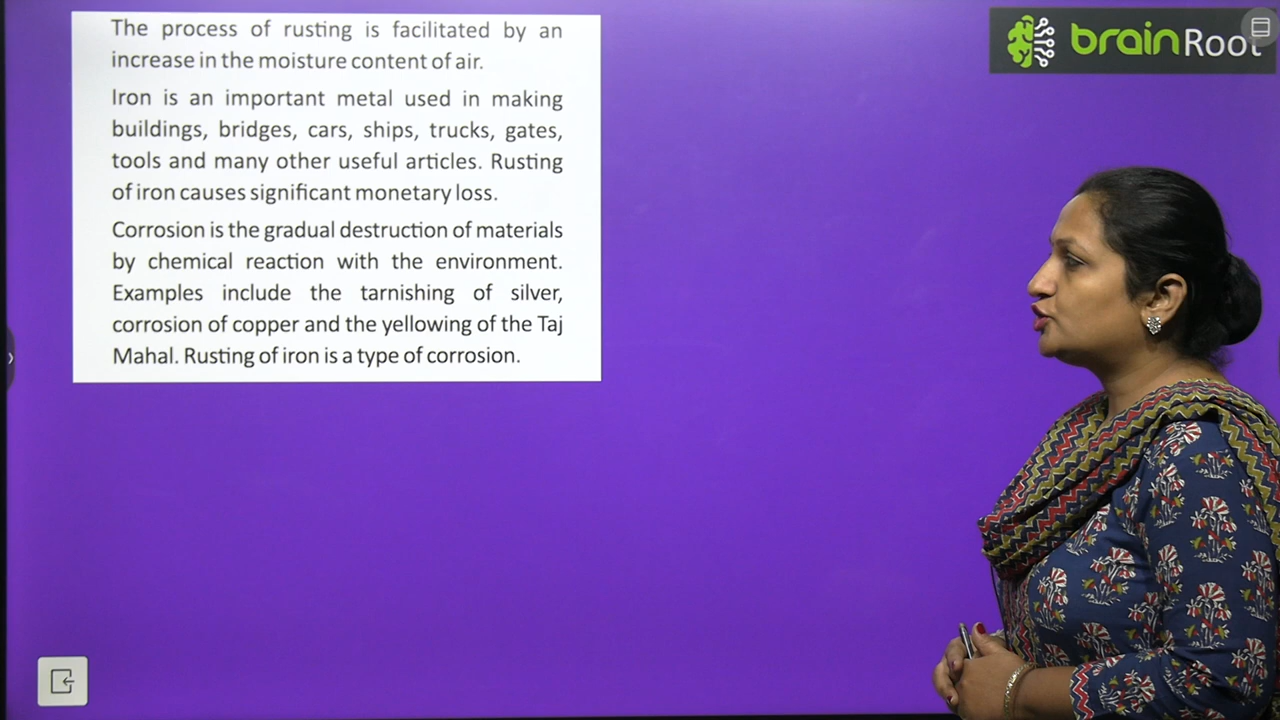 The process of rusting is facilitated by an
increase in the moisture content of air.
Iron is an important metal used in making
buildings, bridges, cars, ships, trucks, gates,
tools and many other useful articles. Rusting
of iron causes significant monetary loss.
Corrosion is the gradual destruction of materials
by chemical reaction with the environment.
Examples include the tarnishing of silver,
corrosion of copper and the yellowing of the Taj
Mahal. Rusting of iron is a type of corrosion.
brainRoot